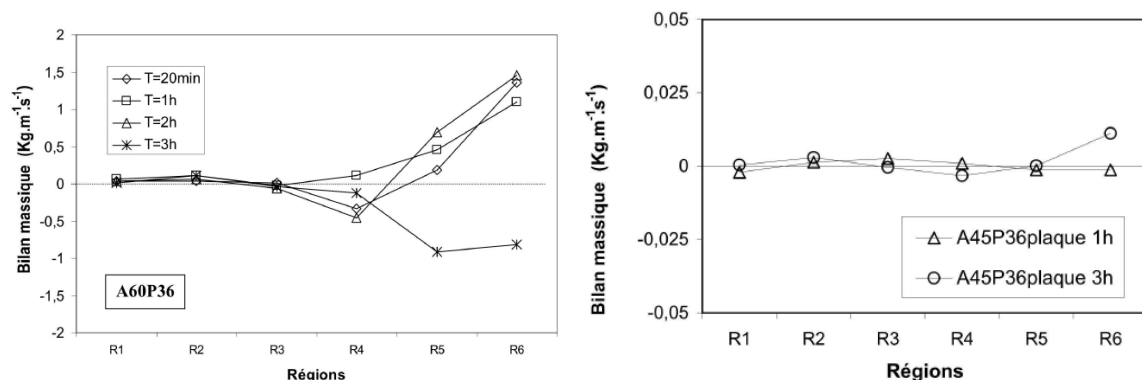 Bilan massique (Kg.m⁻¹.s⁻¹)
2
1,5
1
0,5
0
-0,5
-1
-1,5
-2
T=20min
T=1h
T=2h
T=3h
A60P36
R1 R2 R3 R4 R5 R6
Régions
Bilan massique (Kg.m⁻¹.s⁻¹)
0,05
0,025
0
-0,025
-0,05
A45P36plaque 1h
A45P36plaque 3h
R1 R2 R3 R4 R5 R6
Régions